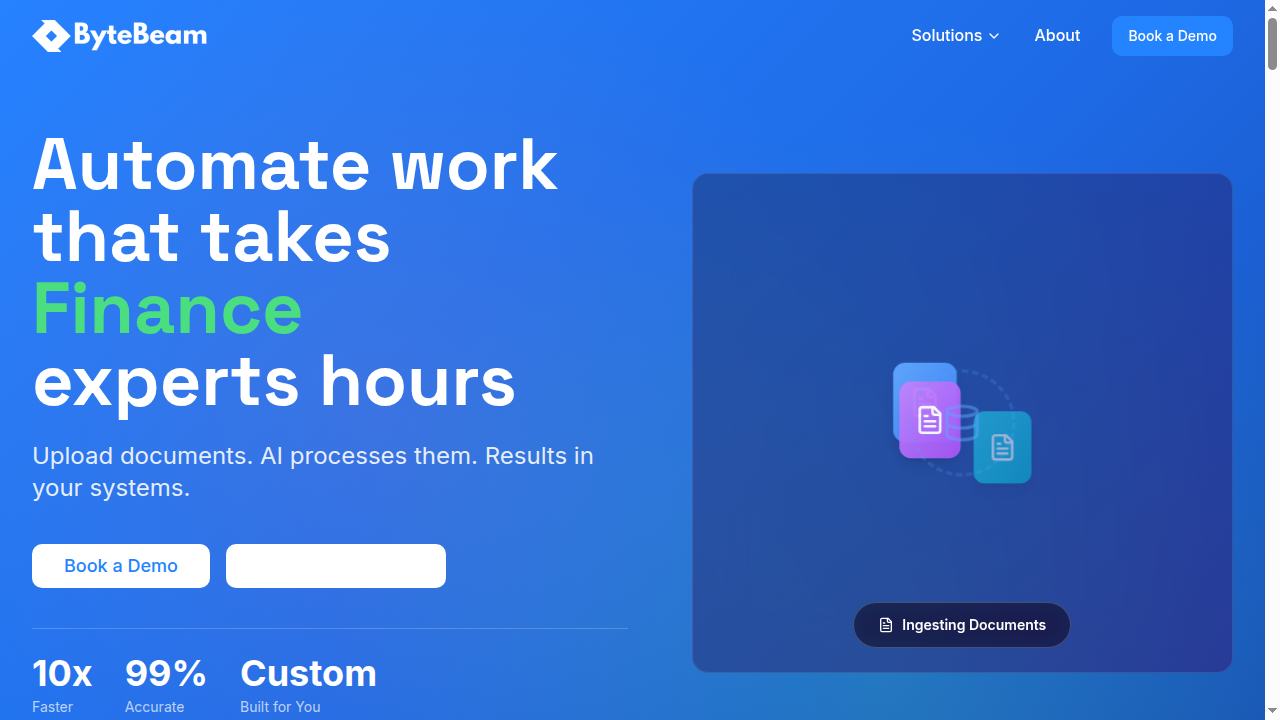 ByteBeam
Solutions
About
Book a Demo
Automate work
that takes
Finance
experts hours
Upload documents. AI processes them. Results in
your systems.
Book a Demo
10x
Faster
99%
Accurate
Custom
Built for You
Ingesting Documents